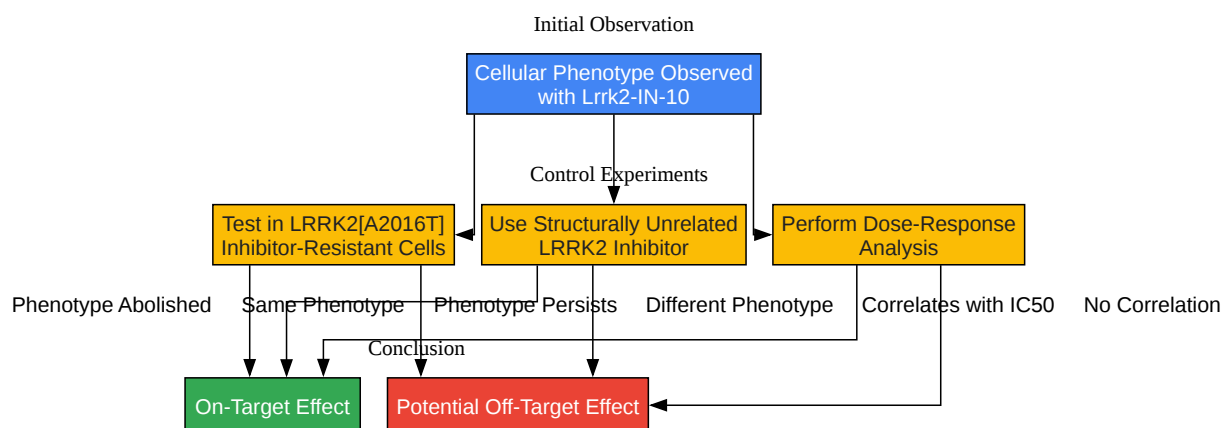 Initial Observation
Cellular Phenotype Observed
with Lrrk2-IN-10
Control Experiments
Test in LRRK2[A2016T]
Inhibitor-Resistant Cells
Use Structurally Unrelated
LRRK2 Inhibitor
Perform Dose-Response
Analysis
Phenotype Abolished
Same Phenotype
Phenotype Persists
Different Phenotype
Correlates with IC50
No Correlation
Conclusion
On-Target Effect
Potential Off-Target Effect